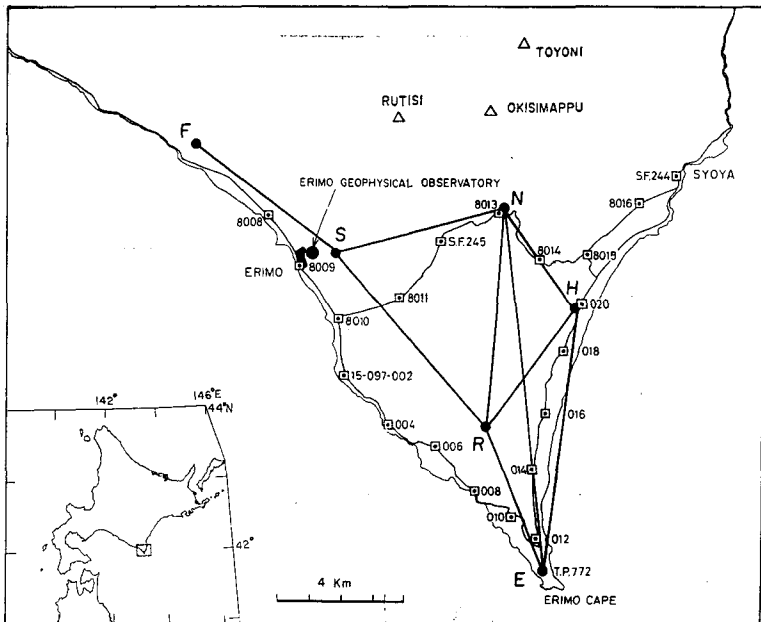 TOYONI
RUTISI
OKISIMAPPU
F
S.F.244
SYOYA
ERIMO GEOPHYSICAL OBSERVATORY
N
8013
8016
8008
S
S.F.245
8014
8015
ERIMO
8009
H
020
8011
8010
018
15-097-002
142°
146°E
44°N
016
004
R
006
014
008
010
012
42°
E
T.P.772
4 Km
ERIMO CAPE